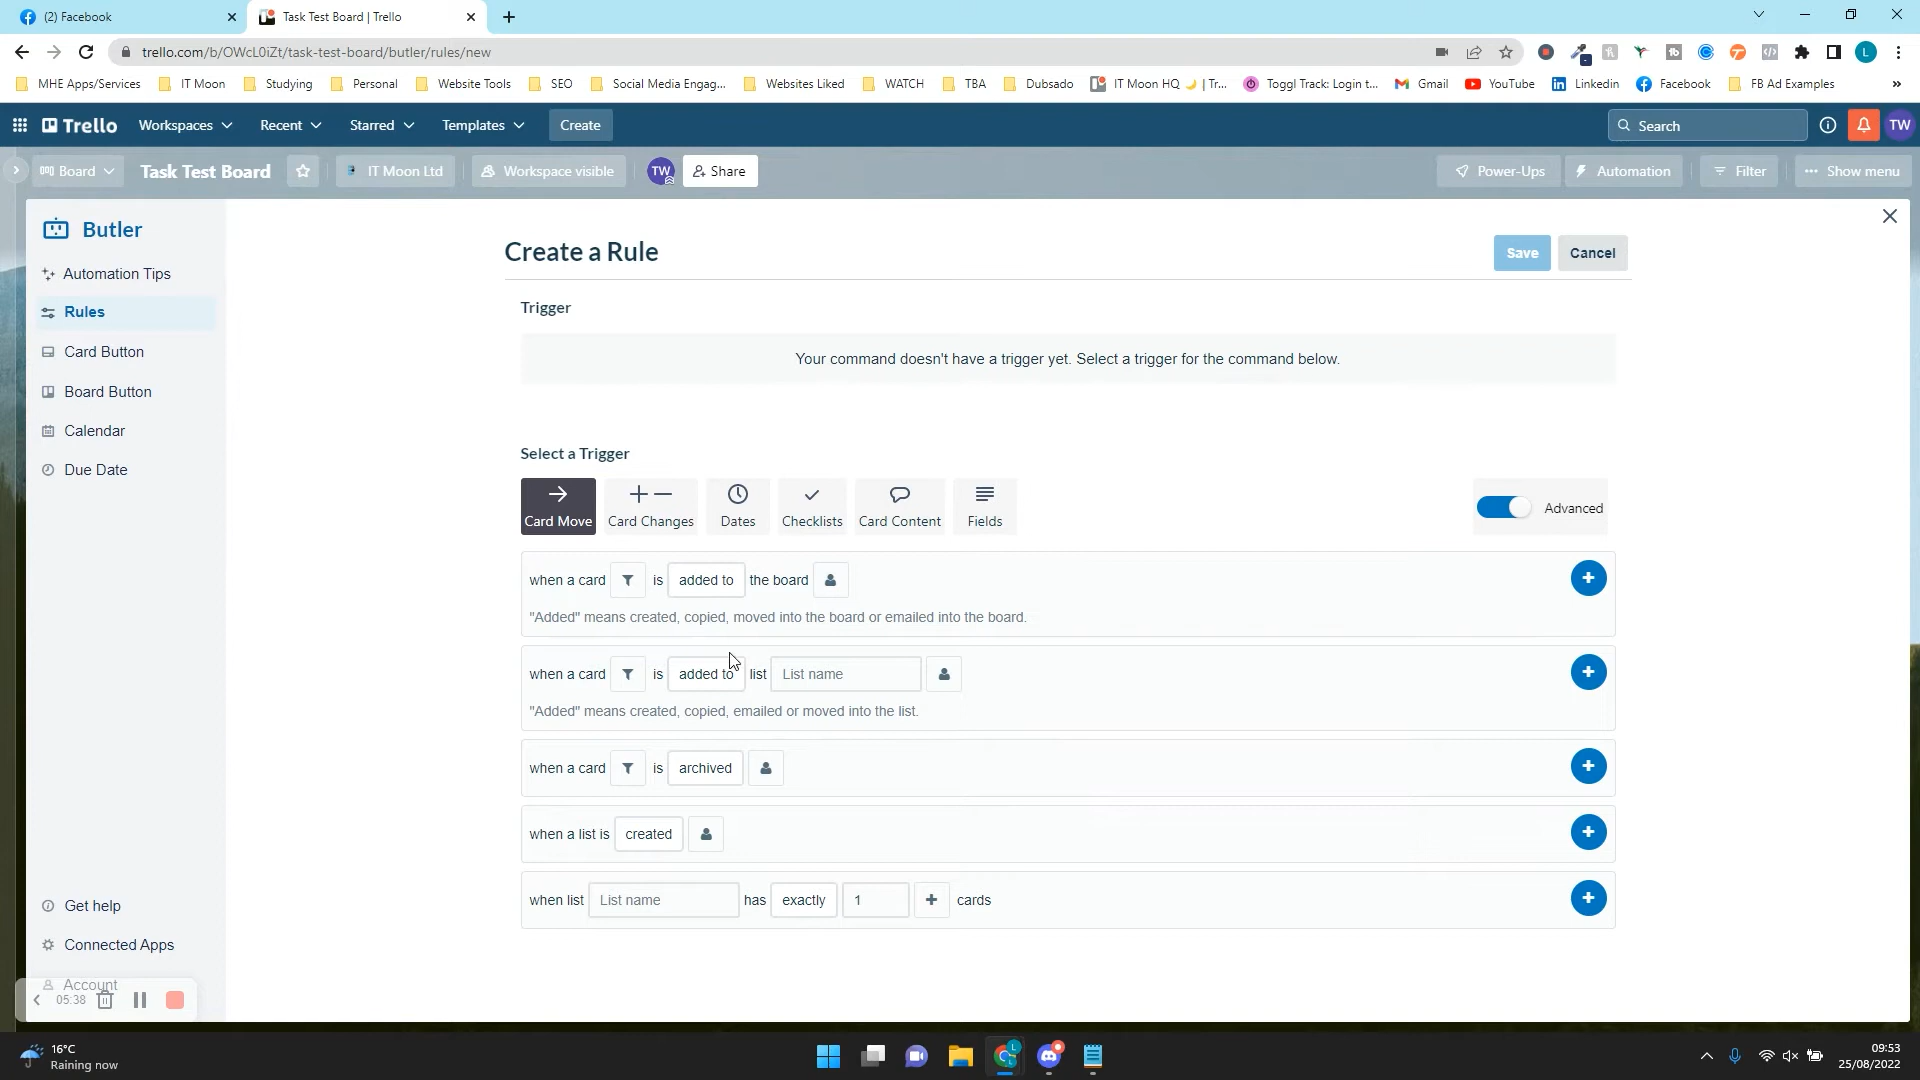 (2) Facebook
Task Test Board | Trello
trello.com/b/OWcL0iZt/task-test-board/butler/rules/new
MHE Apps/Services IT Moon Studying Personal Website Tools SEO Social Media Engag... Websites Liked WATCH TBA Dubsado IT Moon HQ 🌙 | Tr... Toggl Track: Login t... Gmail YouTube Linkedin Facebook FB Ad Examples »
Trello Workspaces Recent Starred Templates Create Search TW
Board Task Test Board IT Moon Ltd Workspace visible TW Share Power-Ups Automation Filter Show menu
Butler
Automation Tips
Rules
Card Button
Board Button
Calendar
Due Date
Get help
Connected Apps
Account
05:38
Create a Rule
Save Cancel
Trigger
Your command doesn't have a trigger yet. Select a trigger for the command below.
Select a Trigger
Card Move Card Changes Dates Checklists Card Content Fields Advanced
when a card is added to the board
"Added" means created, copied, moved into the board or emailed into the board.
when a card is added to list List name
"Added" means created, copied, emailed or moved into the list.
when a card is archived
when a list is created
when list List name has exactly 1 cards
16°C
Raining now
09:53
25/08/2022